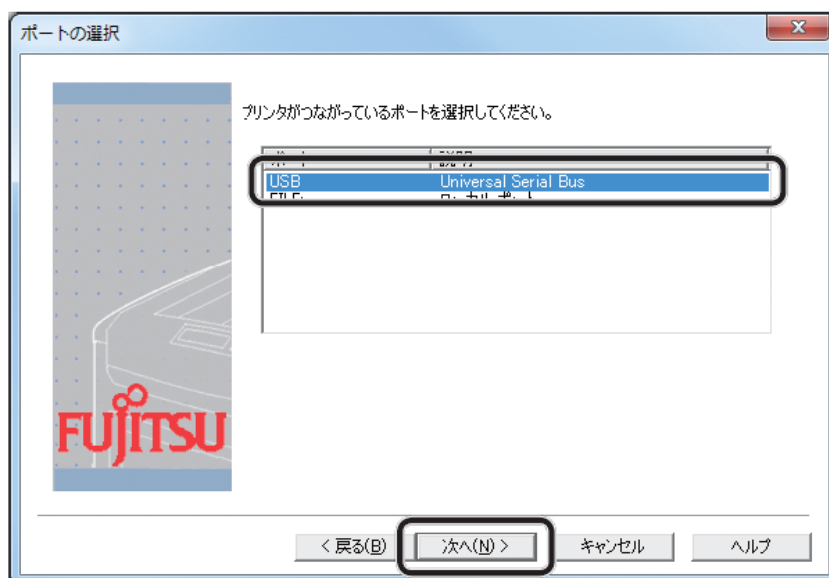 ポートの選択
プリンタがつながっているポートを選択してください。
USB Universal Serial Bus
FUJITSU
< 戻る(B) 次へ(N) > キャンセル ヘルプ